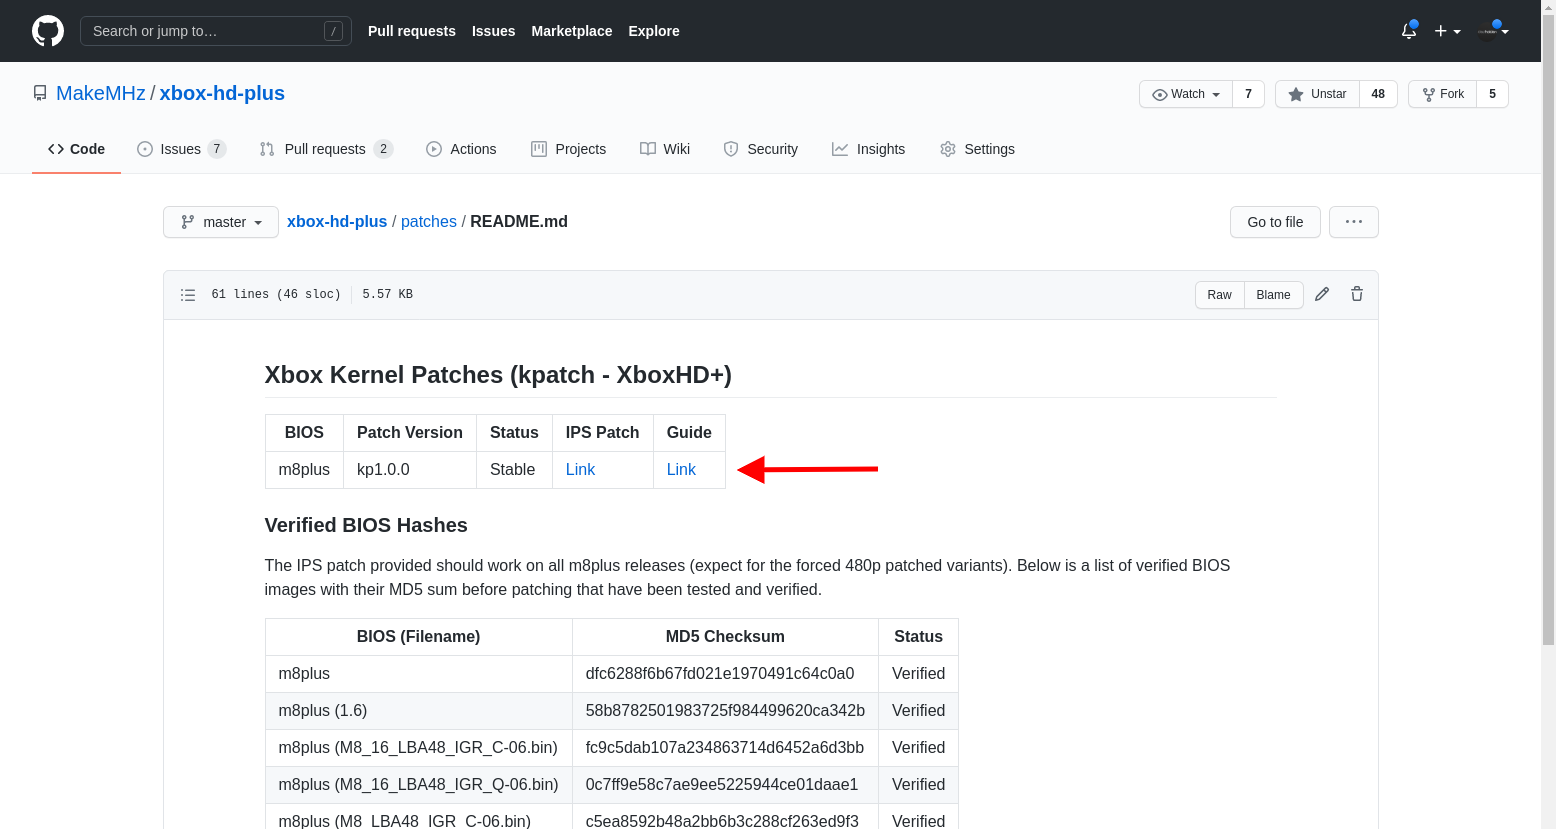 Search or jump to… /
Pull requests Issues Marketplace Explore
MakeMHz / xbox-hd-plus
Watch 7 Unstar 48 Fork 5
Code Issues 7 Pull requests 2 Actions Projects Wiki Security Insights Settings
master xbox-hd-plus / patches / README.md Go to file
61 lines (46 sloc) 5.57 KB Raw Blame
Xbox Kernel Patches (kpatch - XboxHD+)
BIOS Patch Version Status IPS Patch Guide
m8plus kp1.0.0 Stable Link Link
Verified BIOS Hashes
The IPS patch provided should work on all m8plus releases (expect for the forced 480p patched variants). Below is a list of verified BIOS
images with their MD5 sum before patching that have been tested and verified.
BIOS (Filename) MD5 Checksum Status
m8plus dfc6288f6b67fd021e1970491c64c0a0 Verified
m8plus (1.6) 58b8782501983725f984499620ca342b Verified
m8plus (M8_16_LBA48_IGR_C-06.bin) fc9c5dab107a234863714d6452a6d3bb Verified
m8plus (M8_16_LBA48_IGR_Q-06.bin) 0c7ff9e58c7ae9ee5225944ce01daae1 Verified
m8plus (M8_LBA48_IGR_C-06.bin) c5ea8592b48a2bb6b3c288cf263ed9f3 Verified